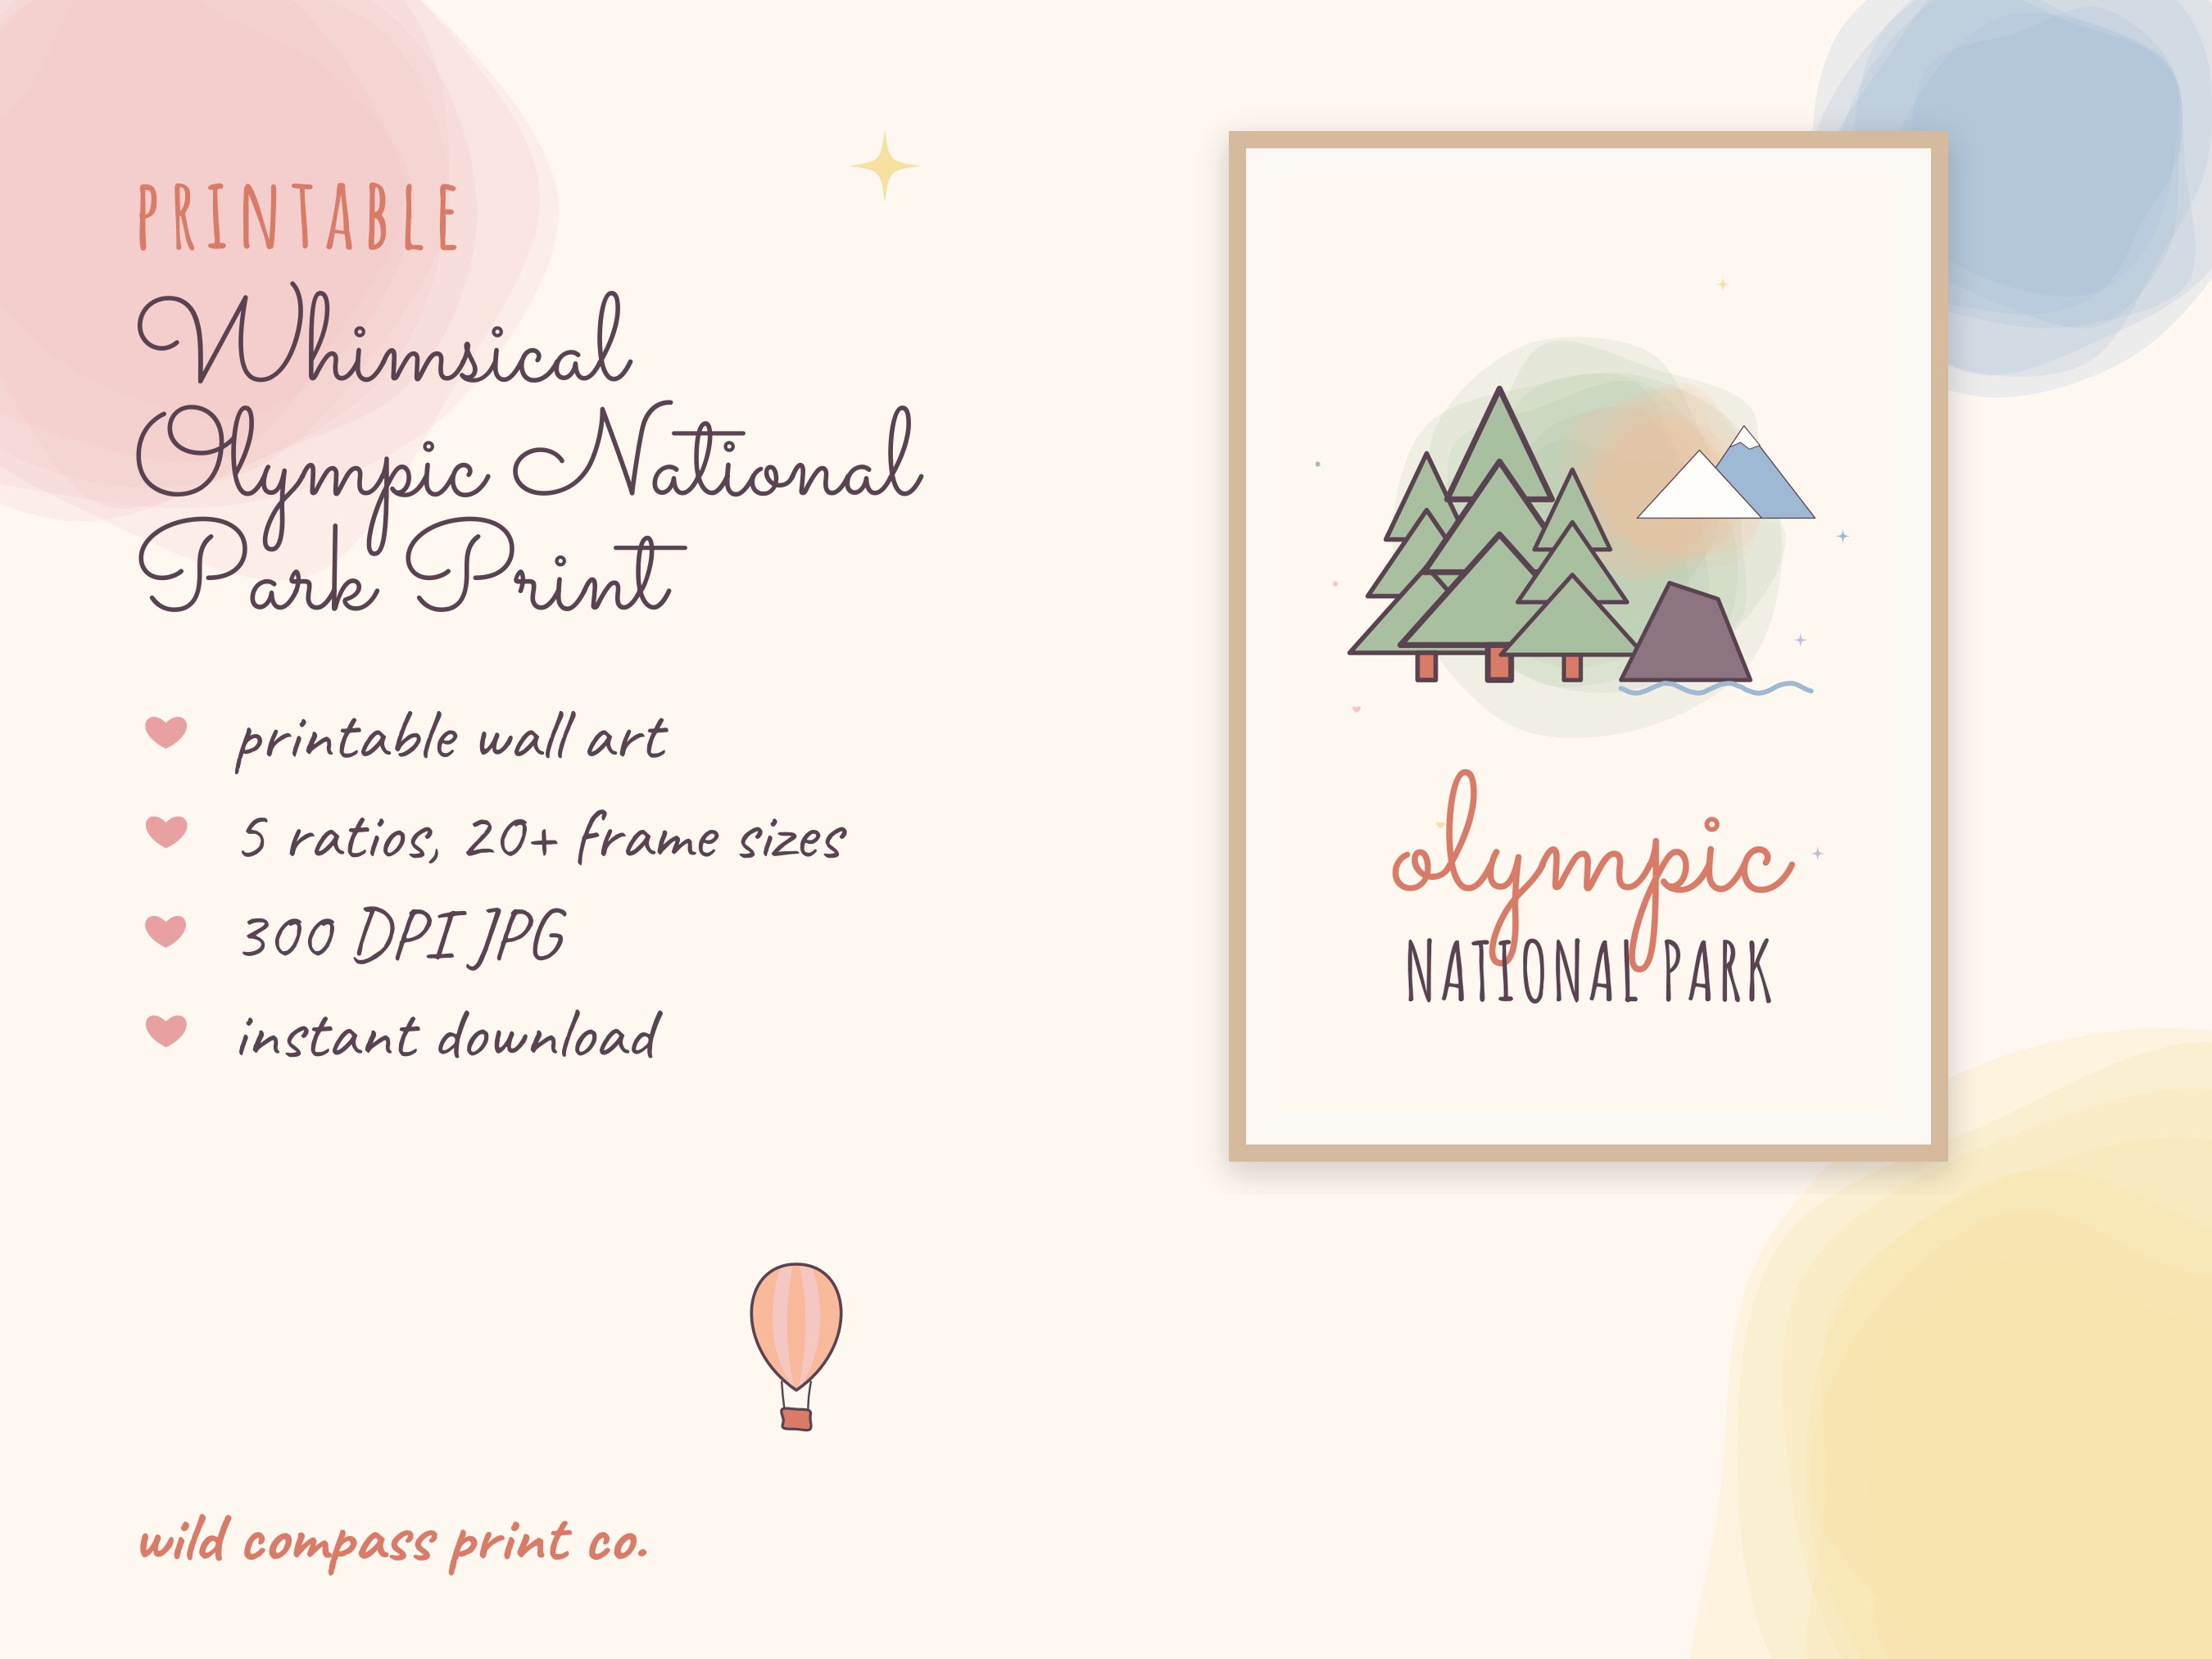 PRINTABLE
Whimsical
Olympic National
Park Print
printable wall art
5 ratios, 20+ frame sizes
300 DPI JPG
instant download
wild compass print co.
olympic
NATIONAL PARK